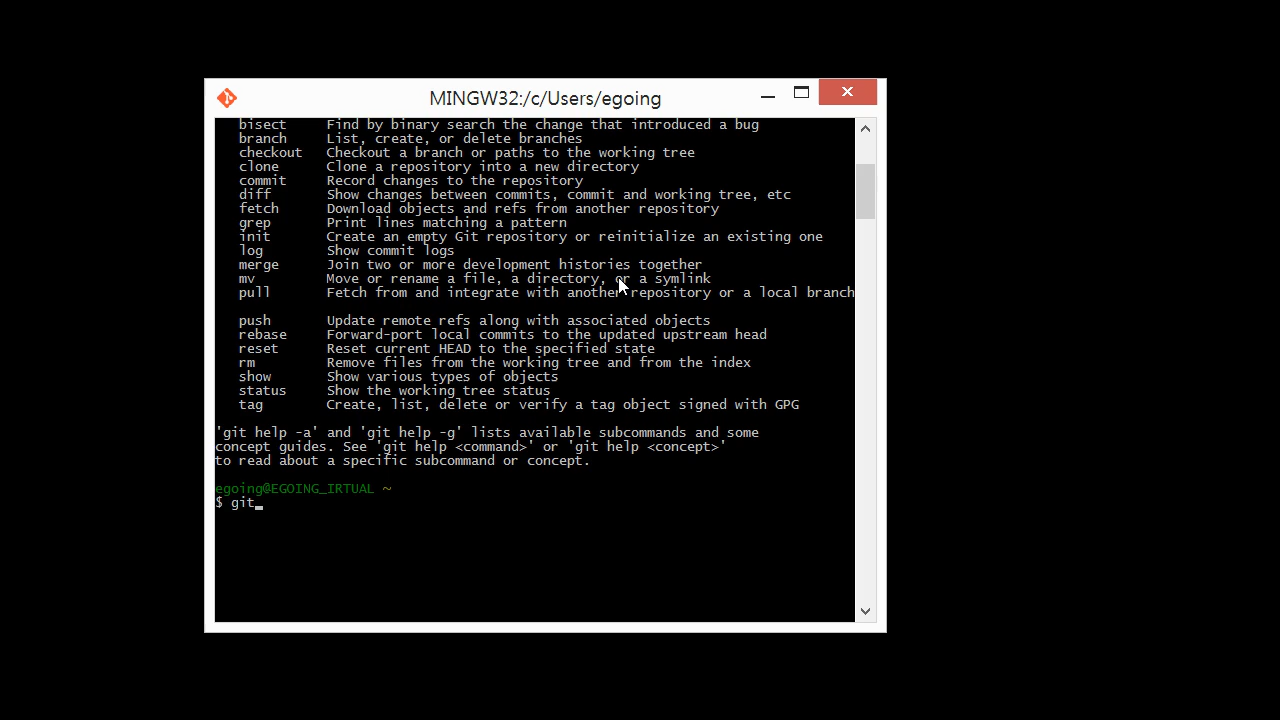 MINGW32:/c/Users/egoing
bisect Find by binary search the change that introduced a bug
branch List, create, or delete branches
checkout Checkout a branch or paths to the working tree
clone Clone a repository into a new directory
commit Record changes to the repository
diff Show changes between commits, commit and working tree, etc
fetch Download objects and refs from another repository
grep Print lines matching a pattern
init Create an empty Git repository or reinitialize an existing one
log Show commit logs
merge Join two or more development histories together
mv Move or rename a file, a directory, or a symlink
pull Fetch from and integrate with another repository or a local branch
push Update remote refs along with associated objects
rebase Forward-port local commits to the updated upstream head
reset Reset current HEAD to the specified state
rm Remove files from the working tree and from the index
show Show various types of objects
status Show the working tree status
tag Create, list, delete or verify a tag object signed with GPG
'git help -a' and 'git help -g' lists available subcommands and some
concept guides. See 'git help <command>' or 'git help <concept>'
to read about a specific subcommand or concept.
egoing@EGOING_IRTUAL ~
$ git